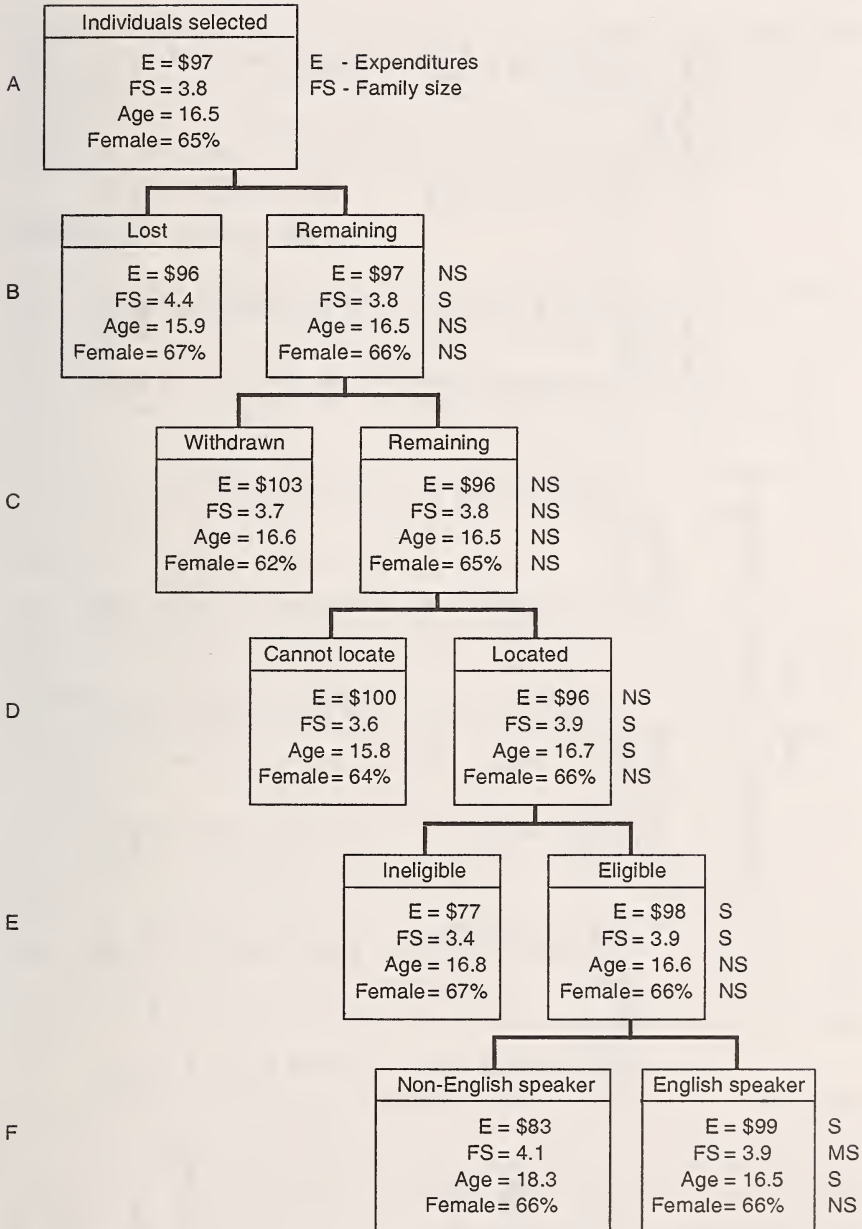 Individuals selected
E = $97
FS = 3.8
Age = 16.5
Female= 65%
E - Expenditures
FS - Family size
A
Lost
E = $96
FS = 4.4
Age = 15.9
Female= 67%
Remaining
E = $97 NS
FS = 3.8 S
Age = 16.5 NS
Female= 66% NS
B
Withdrawn
E = $103
FS = 3.7
Age = 16.6
Female= 62%
Remaining
E = $96 NS
FS = 3.8 NS
Age = 16.5 NS
Female= 65% NS
C
Cannot locate
E = $100
FS = 3.6
Age = 15.8
Female= 64%
Located
E = $96 NS
FS = 3.9 S
Age = 16.7 S
Female= 66% NS
D
Ineligible
E = $77
FS = 3.4
Age = 16.8
Female= 67%
Eligible
E = $98 S
FS = 3.9 S
Age = 16.6 NS
Female= 66% NS
E
Non-English speaker
E = $83
FS = 4.1
Age = 18.3
Female= 66%
English speaker
E = $99 S
FS = 3.9 MS
Age = 16.5 S
Female= 66% NS
F